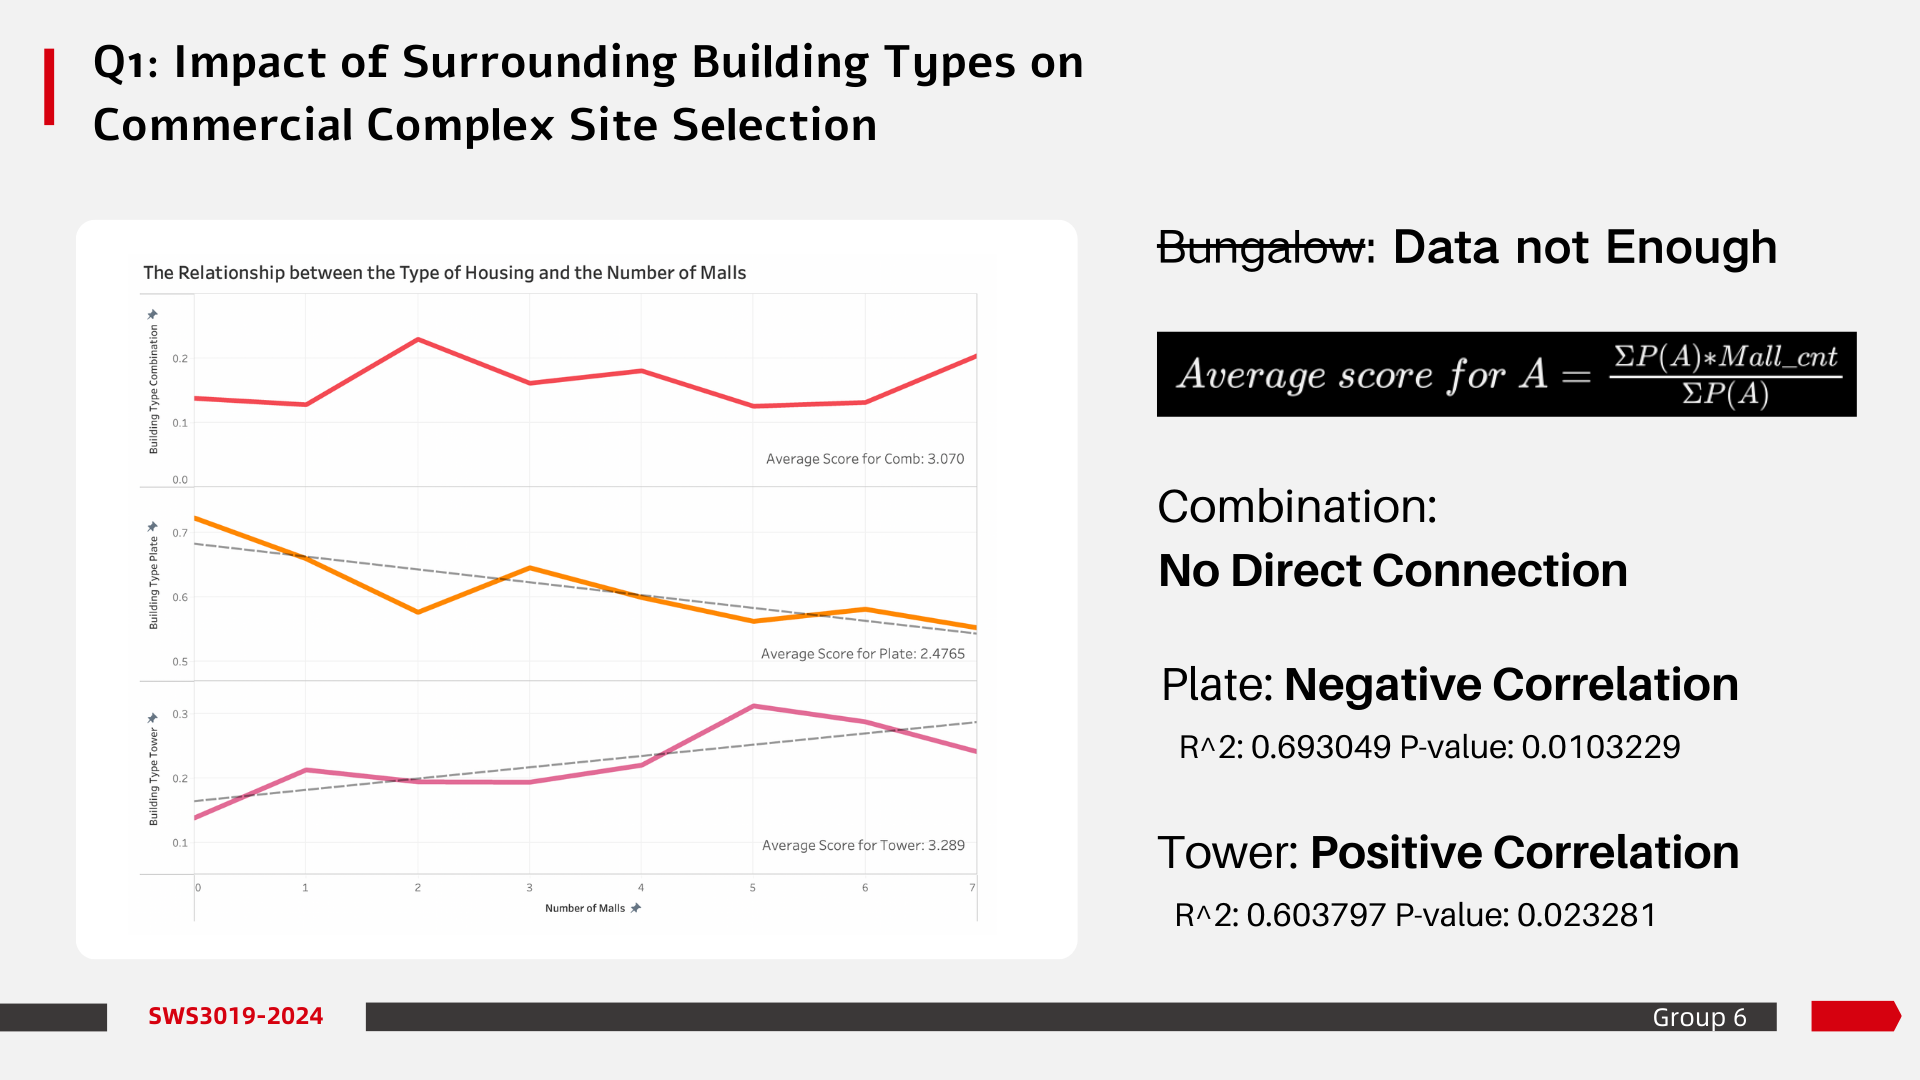 Q1: Impact of Surrounding Building Types on
Commercial Complex Site Selection
The Relationship between the Type of Housing and the Number of Malls
Building Type Combination
0.2
0.1
0.0
Average Score for Comb: 3.070
Building Type Plate
0.7
0.6
0.5
Average Score for Plate: 2.4765
Building Type Tower
0.3
0.2
0.1
Average Score for Tower: 3.289
0 1 2 3 4 5 6 7
Number of Malls
Bungalow: Data not Enough
Average score for A = ΣP(A)*Mall_cnt / ΣP(A)
Combination:
No Direct Connection
Plate: Negative Correlation
R^2: 0.693049 P-value: 0.0103229
Tower: Positive Correlation
R^2: 0.603797 P-value: 0.023281
SWS3019-2024
Group 6